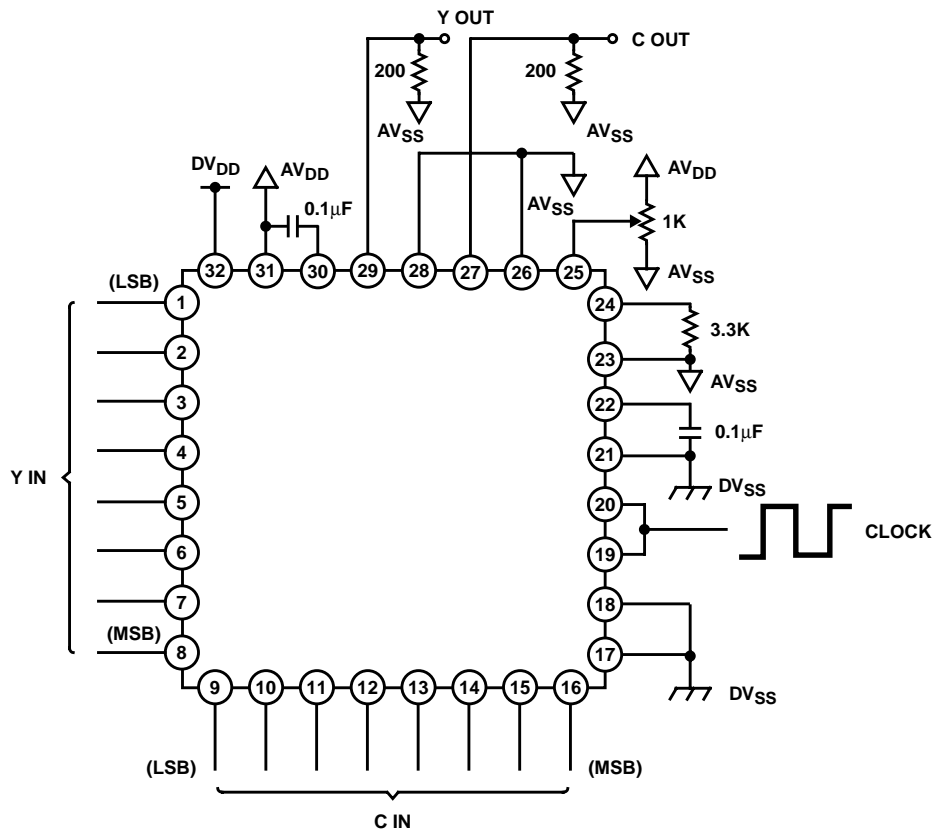 Y OUT
C OUT
200
200
AVSS
AVSS
DVDD
AVDD
0.1μF
AVSS
AVDD
1K
AVSS
32 31 30 29 28 27 26 25
(LSB)
1
2
3
4
5
6
7
(MSB)
8
Y IN
24
3.3K
23
AVSS
22
0.1μF
21
DVSS
20
CLOCK
19
18
17
DVSS
9 10 11 12 13 14 15 16
(LSB)
(MSB)
C IN